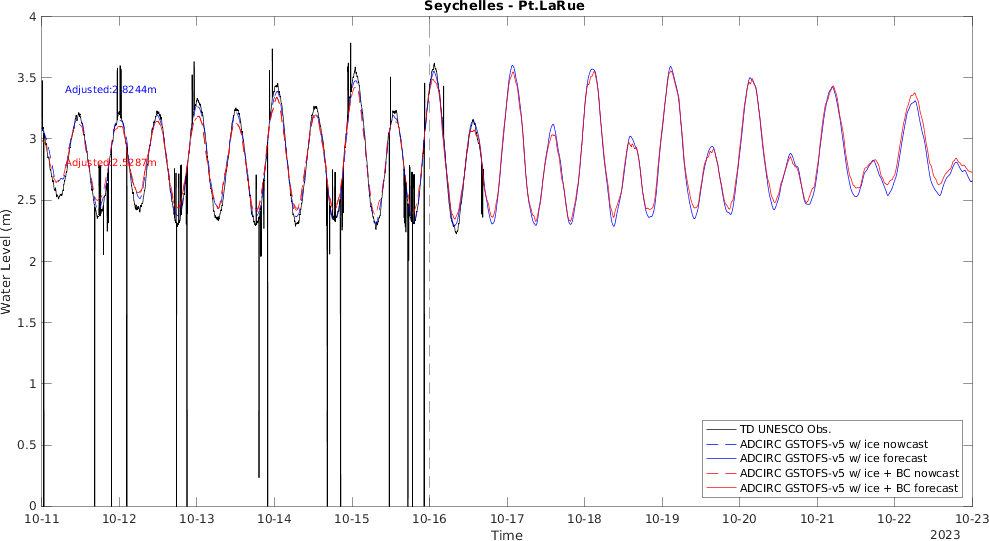 Seychelles - Pt.LaRue
Water Level (m)
4
3.5
3
2.5
2
1.5
1
0.5
0
Adjusted:2.8244m
Adjusted:2.5287m
TD UNESCO Obs.
ADCIRC GSTOFS-v5 w/ ice nowcast
ADCIRC GSTOFS-v5 w/ ice forecast
ADCIRC GSTOFS-v5 w/ ice + BC nowcast
ADCIRC GSTOFS-v5 w/ ice + BC forecast
10-11 10-12 10-13 10-14 10-15 10-16 10-17 10-18 10-19 10-20 10-21 10-22 10-23
Time
2023